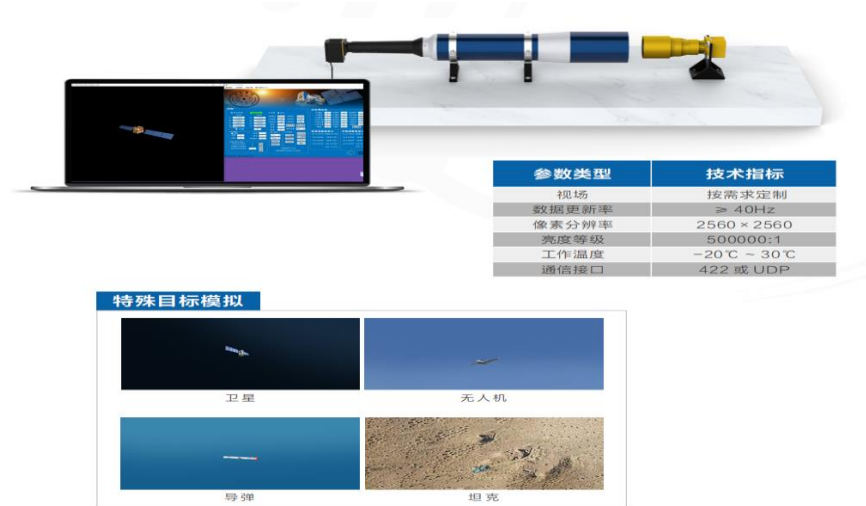 参数类型 技术指标
视场 按需求定制
数据更新率 ≥ 40Hz
像素分辨率 2560 × 2560
亮度等级 500000:1
工作温度 -20℃ ~ 30℃
通信接口 422 或 UDP
特殊目标模拟
卫星 无人机
导弹 坦克